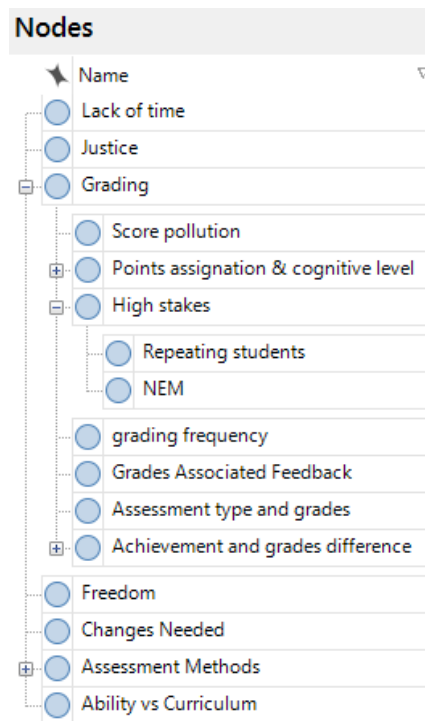 Nodes
Name
Lack of time
Justice
Grading
Score pollution
Points assignation & cognitive level
High stakes
Repeating students
NEM
grading frequency
Grades Associated Feedback
Assessment type and grades
Achievement and grades difference
Freedom
Changes Needed
Assessment Methods
Ability vs Curriculum